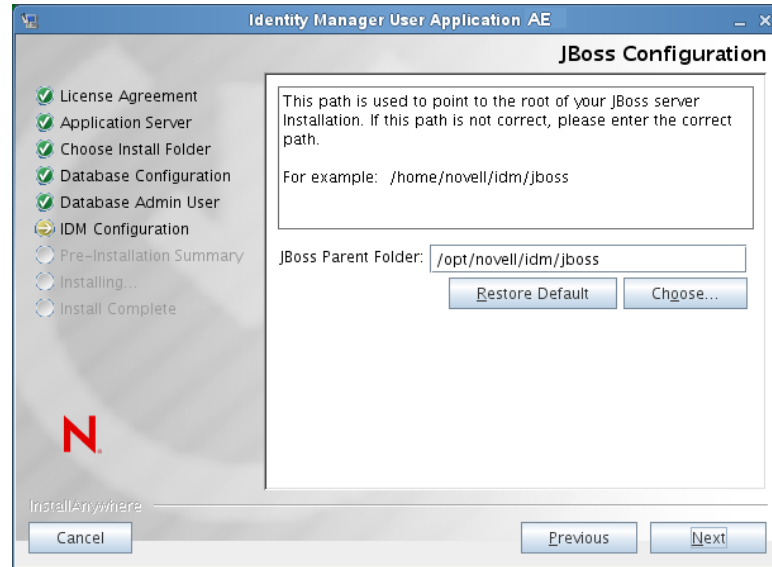 Identity Manager User Application AE
JBoss Configuration
License Agreement
Application Server
Choose Install Folder
Database Configuration
Database Admin User
IDM Configuration
Pre-Installation Summary
Installing...
Install Complete
This path is used to point to the root of your JBoss server
Installation. If this path is not correct, please enter the correct
path.
For example: /home/novell/idm/jboss
JBoss Parent Folder: /opt/novell/idm/jboss
Restore Default
Choose...
N
InstallAnywhere
Cancel
Previous
Next